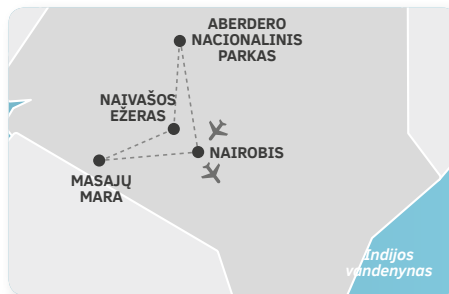 ABERDERO
NACIONALINIS
PARKAS
NAIVAŠOS
EŽERAS
NAIROBIS
MASAJŲ
MARA
Indijos
vandenynas